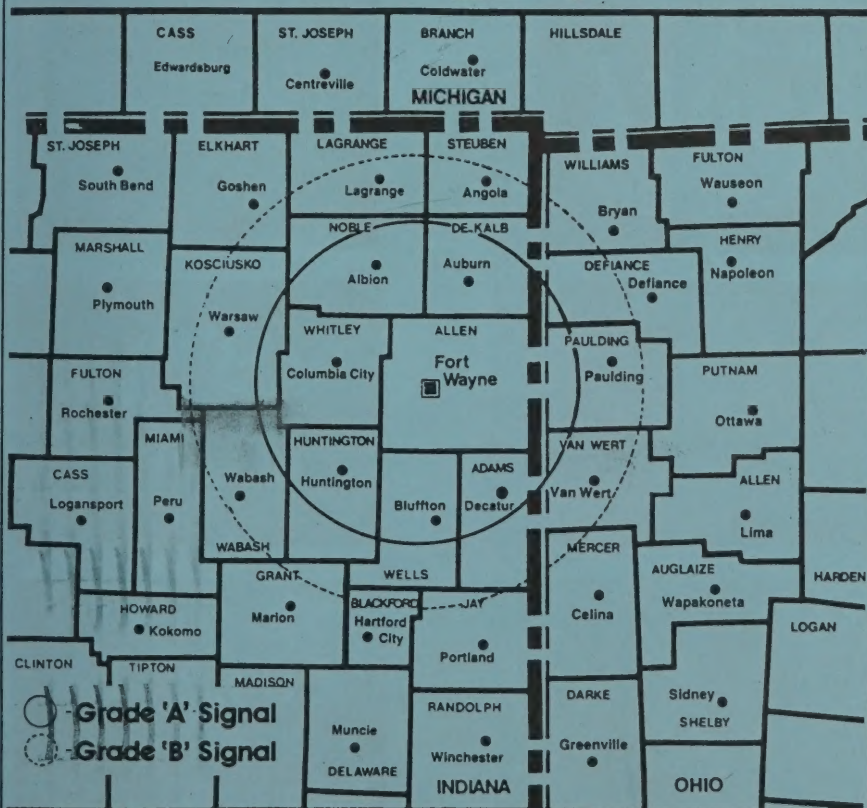 CASS
ST. JOSEPH
BRANCH
HILLSDALE
Edwardsburg
Centreville
Coldwater
MICHIGAN
ST. JOSEPH
ELKHART
LAGRANGE
STEUBEN
WILLIAMS
FULTON
South Bend
Goshen
Lagrange
Angola
Wauseon
Bryan
MARSHALL
KOSCIUSKO
NOBLE
DE KALB
HENRY
Napoleon
DEFIANCE
Defiance
Plymouth
Albion
Auburn
Warsaw
WHITLEY
ALLEN
PAULDING
FULTON
Columbia City
Fort
Wayne
Paulding
PUTNAM
Rochester
Ottawa
MIAMI
HUNTINGTON
VAN WERT
CASS
Wabash
Huntington
ADAMS
Van Wert
ALLEN
Logansport
Peru
Bluffton
Decatur
Lima
WABASH
WELLS
MERCER
GRANT
AUGLAIZE
HARDEN
HOWARD
Marion
BLACKFORD
JAY
Celina
Wapakoneta
Kokomo
Hartford
City
LOGAN
Portland
CLINTON
TIPTON
MADISON
RANDOLPH
DARKE
Sidney
SHELBY
Grade 'A' Signal
Muncie
Winchester
Greenville
Grade 'B' Signal
DELAWARE
INDIANA
OHIO